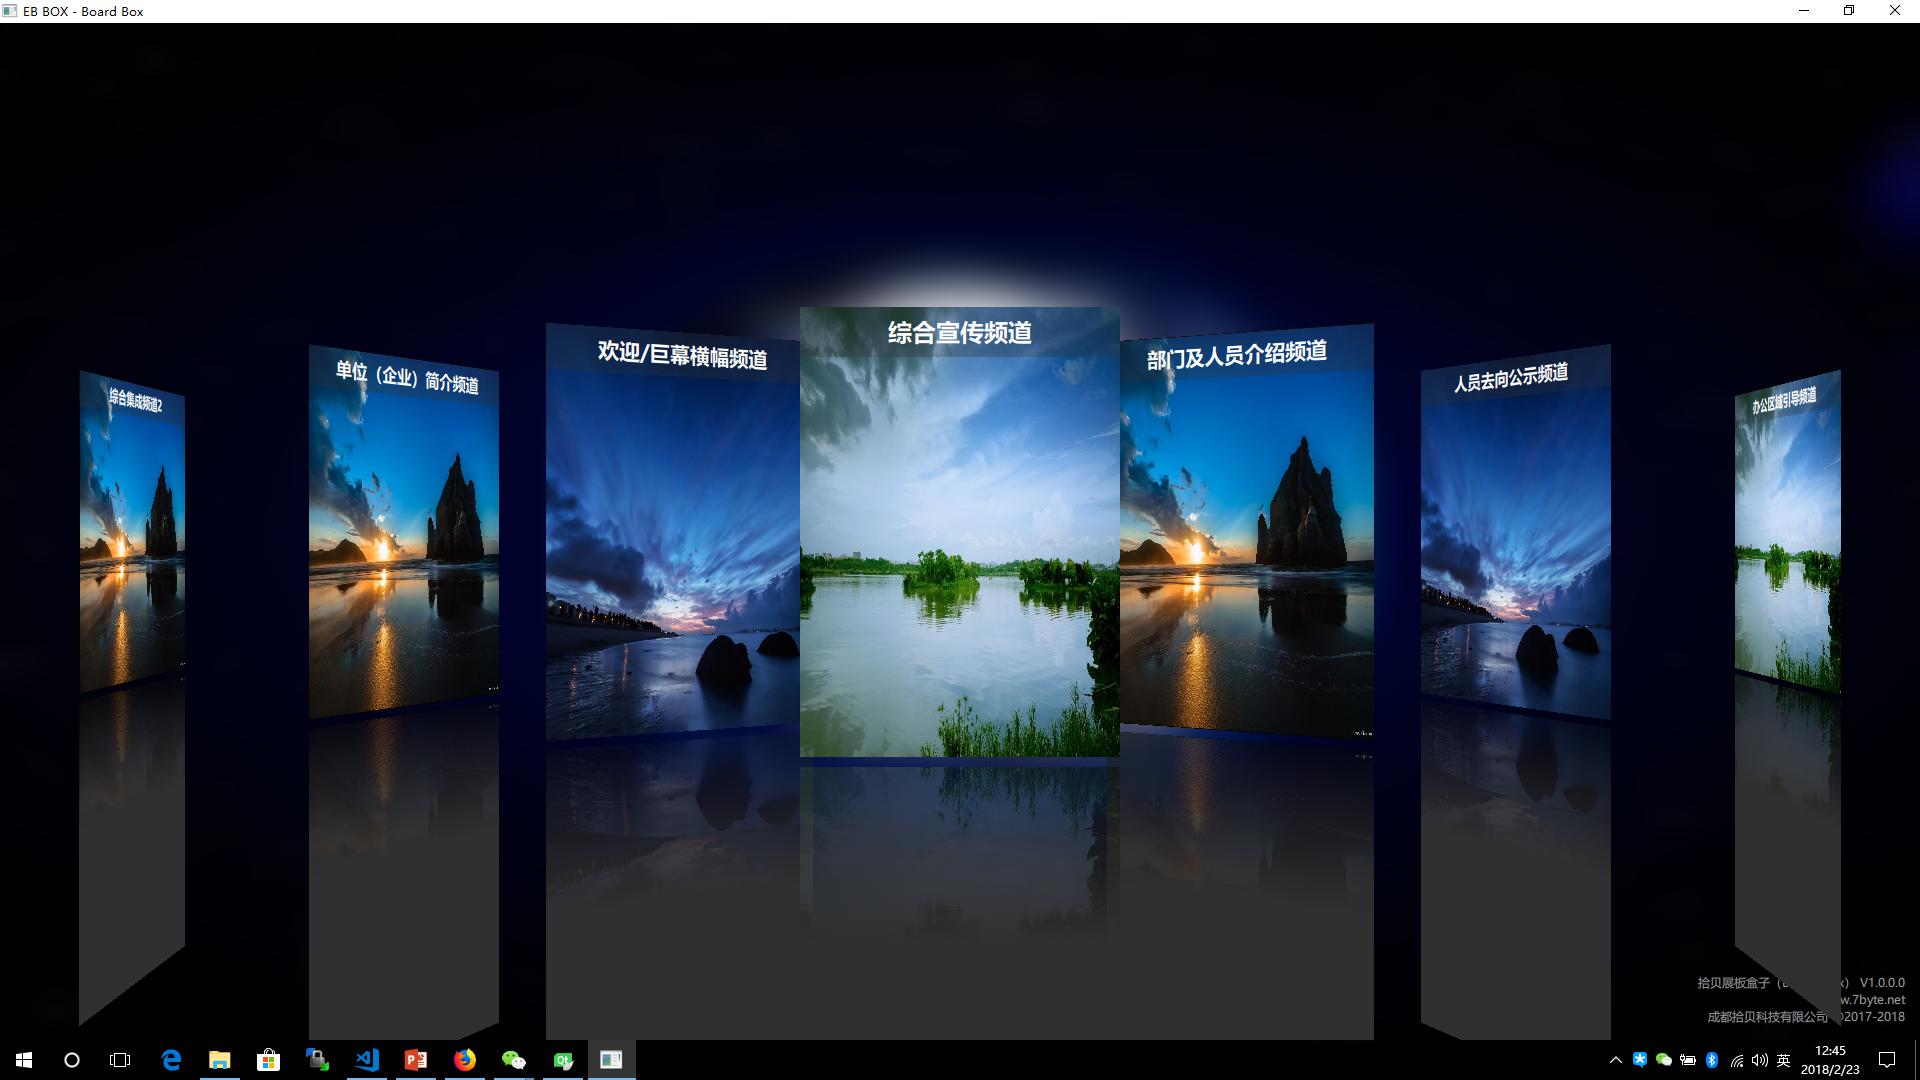 EB BOX - Board Box
综合集成频道2
单位（企业）简介频道
欢迎/巨幕横幅频道
综合宣传频道
部门及人员介绍频道
人员去向公示频道
办公区域引导频道
拾贝展板盒子（ ） V1.0.0.0
w.7byte.net
成都拾贝科技有限公司 ©2017-2018
英
12:45
2018/2/23